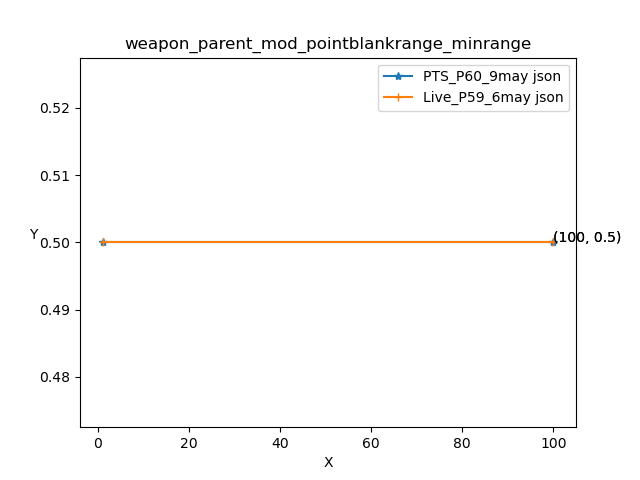 weapon_parent_mod_pointblankrange_minrange
PTS_P60_9may json
Live_P59_6may json
0.52
0.51
Y
0.50
(100, 0.5)
0.49
0.48
0 20 40 60 80 100
X